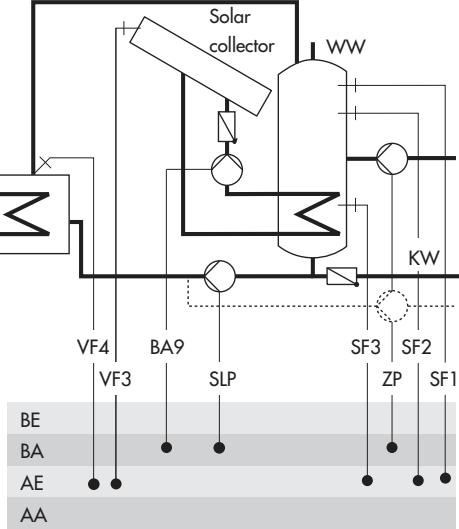 Solar
collector
WW
KW
VF4 BA9 SF3 SF2
VF3 SLP ZP SF1
BE
BA
AE
AA